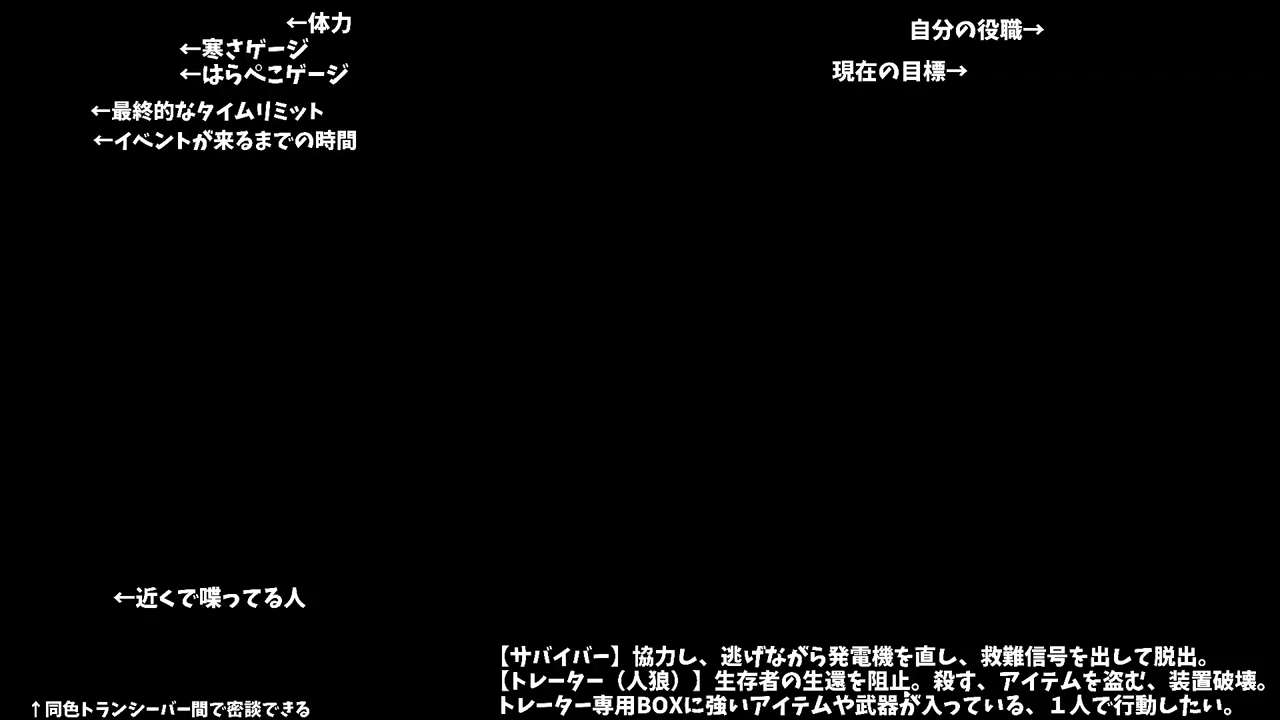 ←体力
自分の役職→
←寒さゲージ
←はらぺこゲージ
現在の目標→
←最終的なタイムリミット
←イベントが来るまでの時間
←近くで喋ってる人
【サバイバー】協力し、逃げながら発電機を直し、救難信号を出して脱出。
【トレーター（人狼）】生存者の生還を阻止。殺す、アイテムを盗む、装置破壊。
トレーター専用BOXに強いアイテムや武器が入っている、１人で行動したい。
↑同色トランシーバー間で密談できる